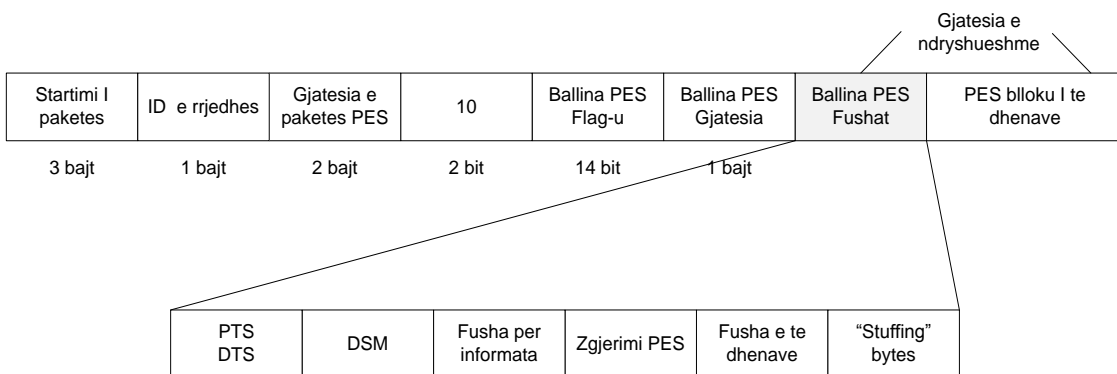 Gjatesia e
ndryshueshme
Startimi I
paketes
ID e rrjedhes
Gjatesia e
paketes PES
10
Ballina PES
Flag-u
Ballina PES
Gjatesia
Ballina PES
Fushat
PES blloku I te
dhenave
3 bajt
1 bajt
2 bajt
2 bit
14 bit
1 bajt
PTS
DTS
DSM
Fusha per
informata
Zgjerimi PES
Fusha e te
dhenave
“Stuffing”
bytes